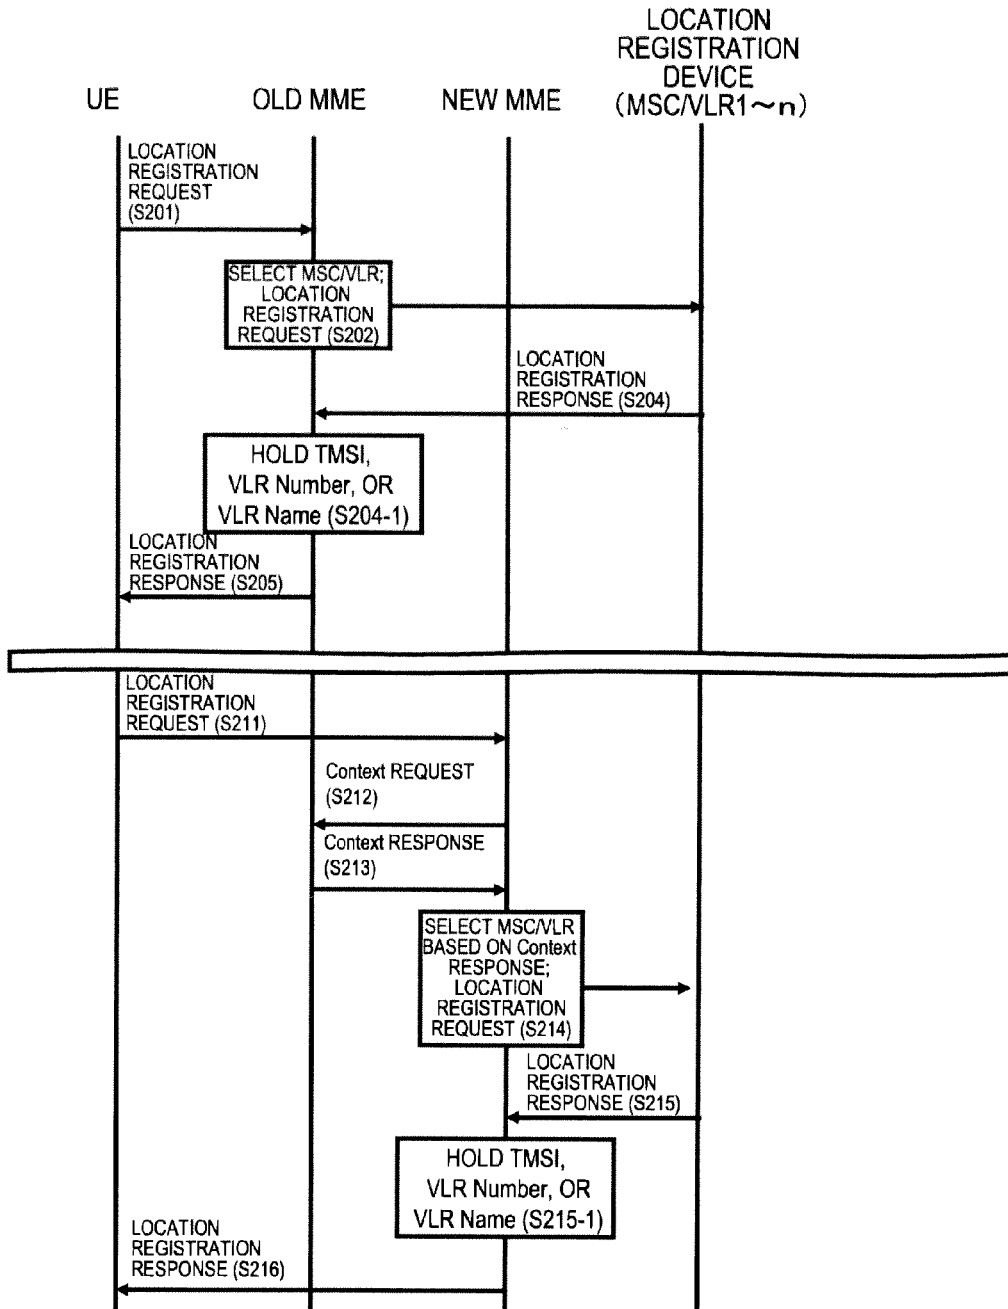 UE
OLD MME
NEW MME
LOCATION
REGISTRATION
DEVICE
(MSC/VLR1～n)
LOCATION
REGISTRATION
REQUEST
(S201)
SELECT MSC/VLR;
LOCATION
REGISTRATION
REQUEST (S202)
LOCATION
REGISTRATION
RESPONSE (S204)
HOLD TMSI,
VLR Number, OR
VLR Name (S204-1)
LOCATION
REGISTRATION
RESPONSE (S205)
LOCATION
REGISTRATION
REQUEST (S211)
Context REQUEST
(S212)
Context RESPONSE
(S213)
SELECT MSC/VLR
BASED ON Context
RESPONSE;
LOCATION
REGISTRATION
REQUEST (S214)
LOCATION
REGISTRATION
RESPONSE (S215)
HOLD TMSI,
VLR Number, OR
VLR Name (S215-1)
LOCATION
REGISTRATION
RESPONSE (S216)